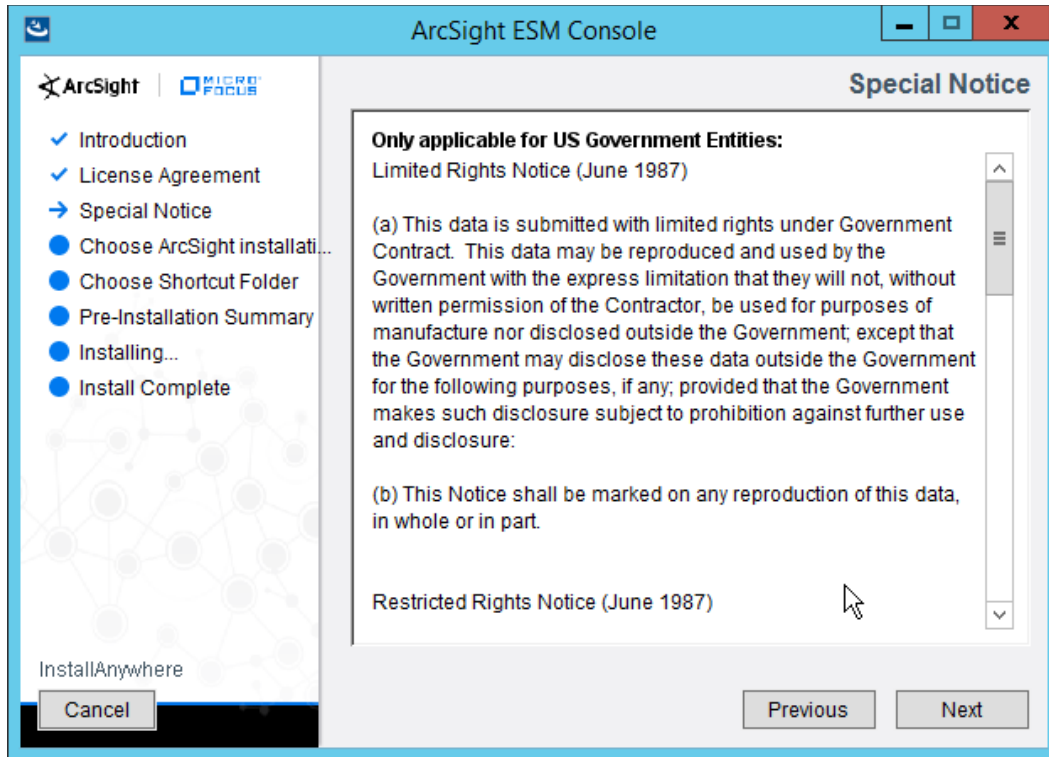 ArcSight ESM Console
X
ArcSight | MICRO FOCUS
Special Notice
Introduction
License Agreement
Special Notice
Choose ArcSight installati...
Choose Shortcut Folder
Pre-Installation Summary
Installing...
Install Complete
Only applicable for US Government Entities:
Limited Rights Notice (June 1987)
(a) This data is submitted with limited rights under Government
Contract.  This data may be reproduced and used by the
Government with the express limitation that they will not, without
written permission of the Contractor, be used for purposes of
manufacture nor disclosed outside the Government; except that
the Government may disclose these data outside the Government
for the following purposes, if any; provided that the Government
makes such disclosure subject to prohibition against further use
and disclosure:
(b) This Notice shall be marked on any reproduction of this data,
in whole or in part.
Restricted Rights Notice (June 1987)
InstallAnywhere
Cancel
Previous
Next